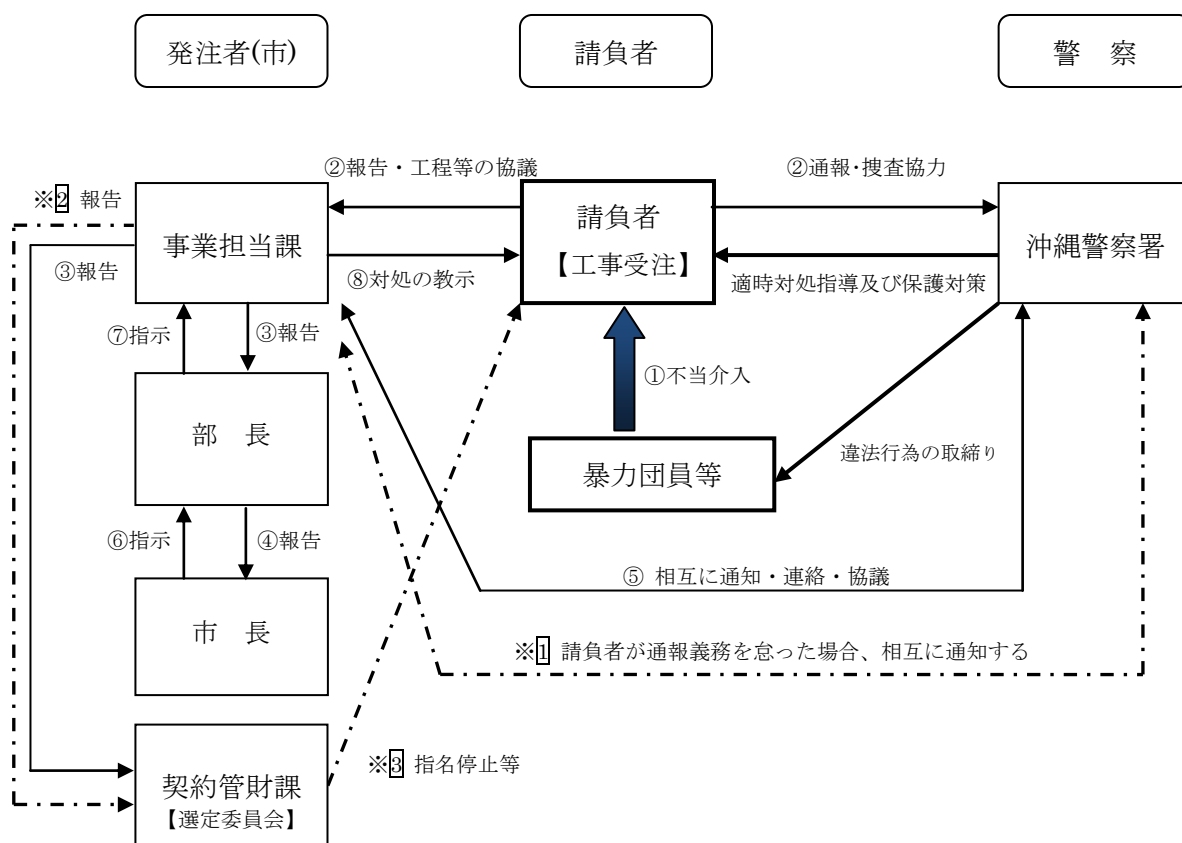 発注者(市)
請負者
警　察
②報告・工程等の協議
②通報・捜査協力
※2 報告
事業担当課
請負者
【工事受注】
沖縄警察署
③報告
⑧対処の教示
適時対処指導及び保護対策
⑦指示
③報告
①不当介入
部　長
暴力団員等
違法行為の取締り
⑥指示
④報告
⑤ 相互に通知・連絡・協議
市　長
※1 請負者が通報義務を怠った場合、相互に通知する
※3 指名停止等
契約管財課
【選定委員会】